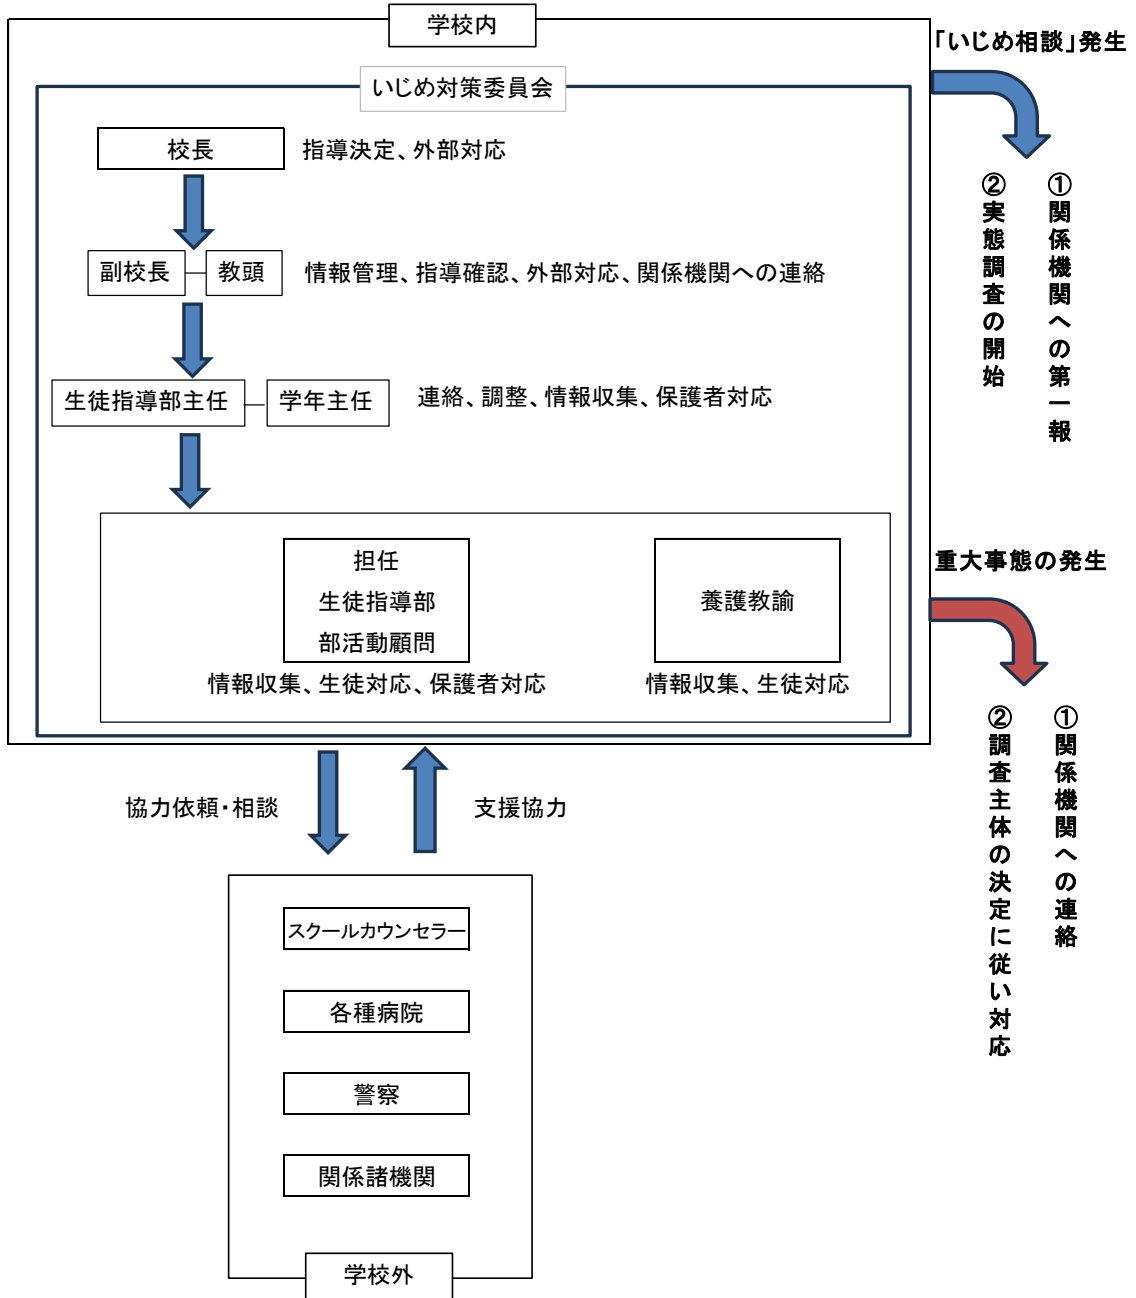 学校内
いじめ対策委員会
校長
指導決定、外部対応
副校長
教頭
情報管理、指導確認、外部対応、関係機関への連絡
生徒指導部主任
学年主任
連絡、調整、情報収集、保護者対応
担任
生徒指導部
部活動顧問
情報収集、生徒対応、保護者対応
養護教諭
情報収集、生徒対応
「いじめ相談」発生
①関係機関への第一報
②実態調査の開始
重大事態の発生
①関係機関への連絡
②調査主体の決定に従い対応
協力依頼・相談
支援協力
スクールカウンセラー
各種病院
警察
関係諸機関
学校外